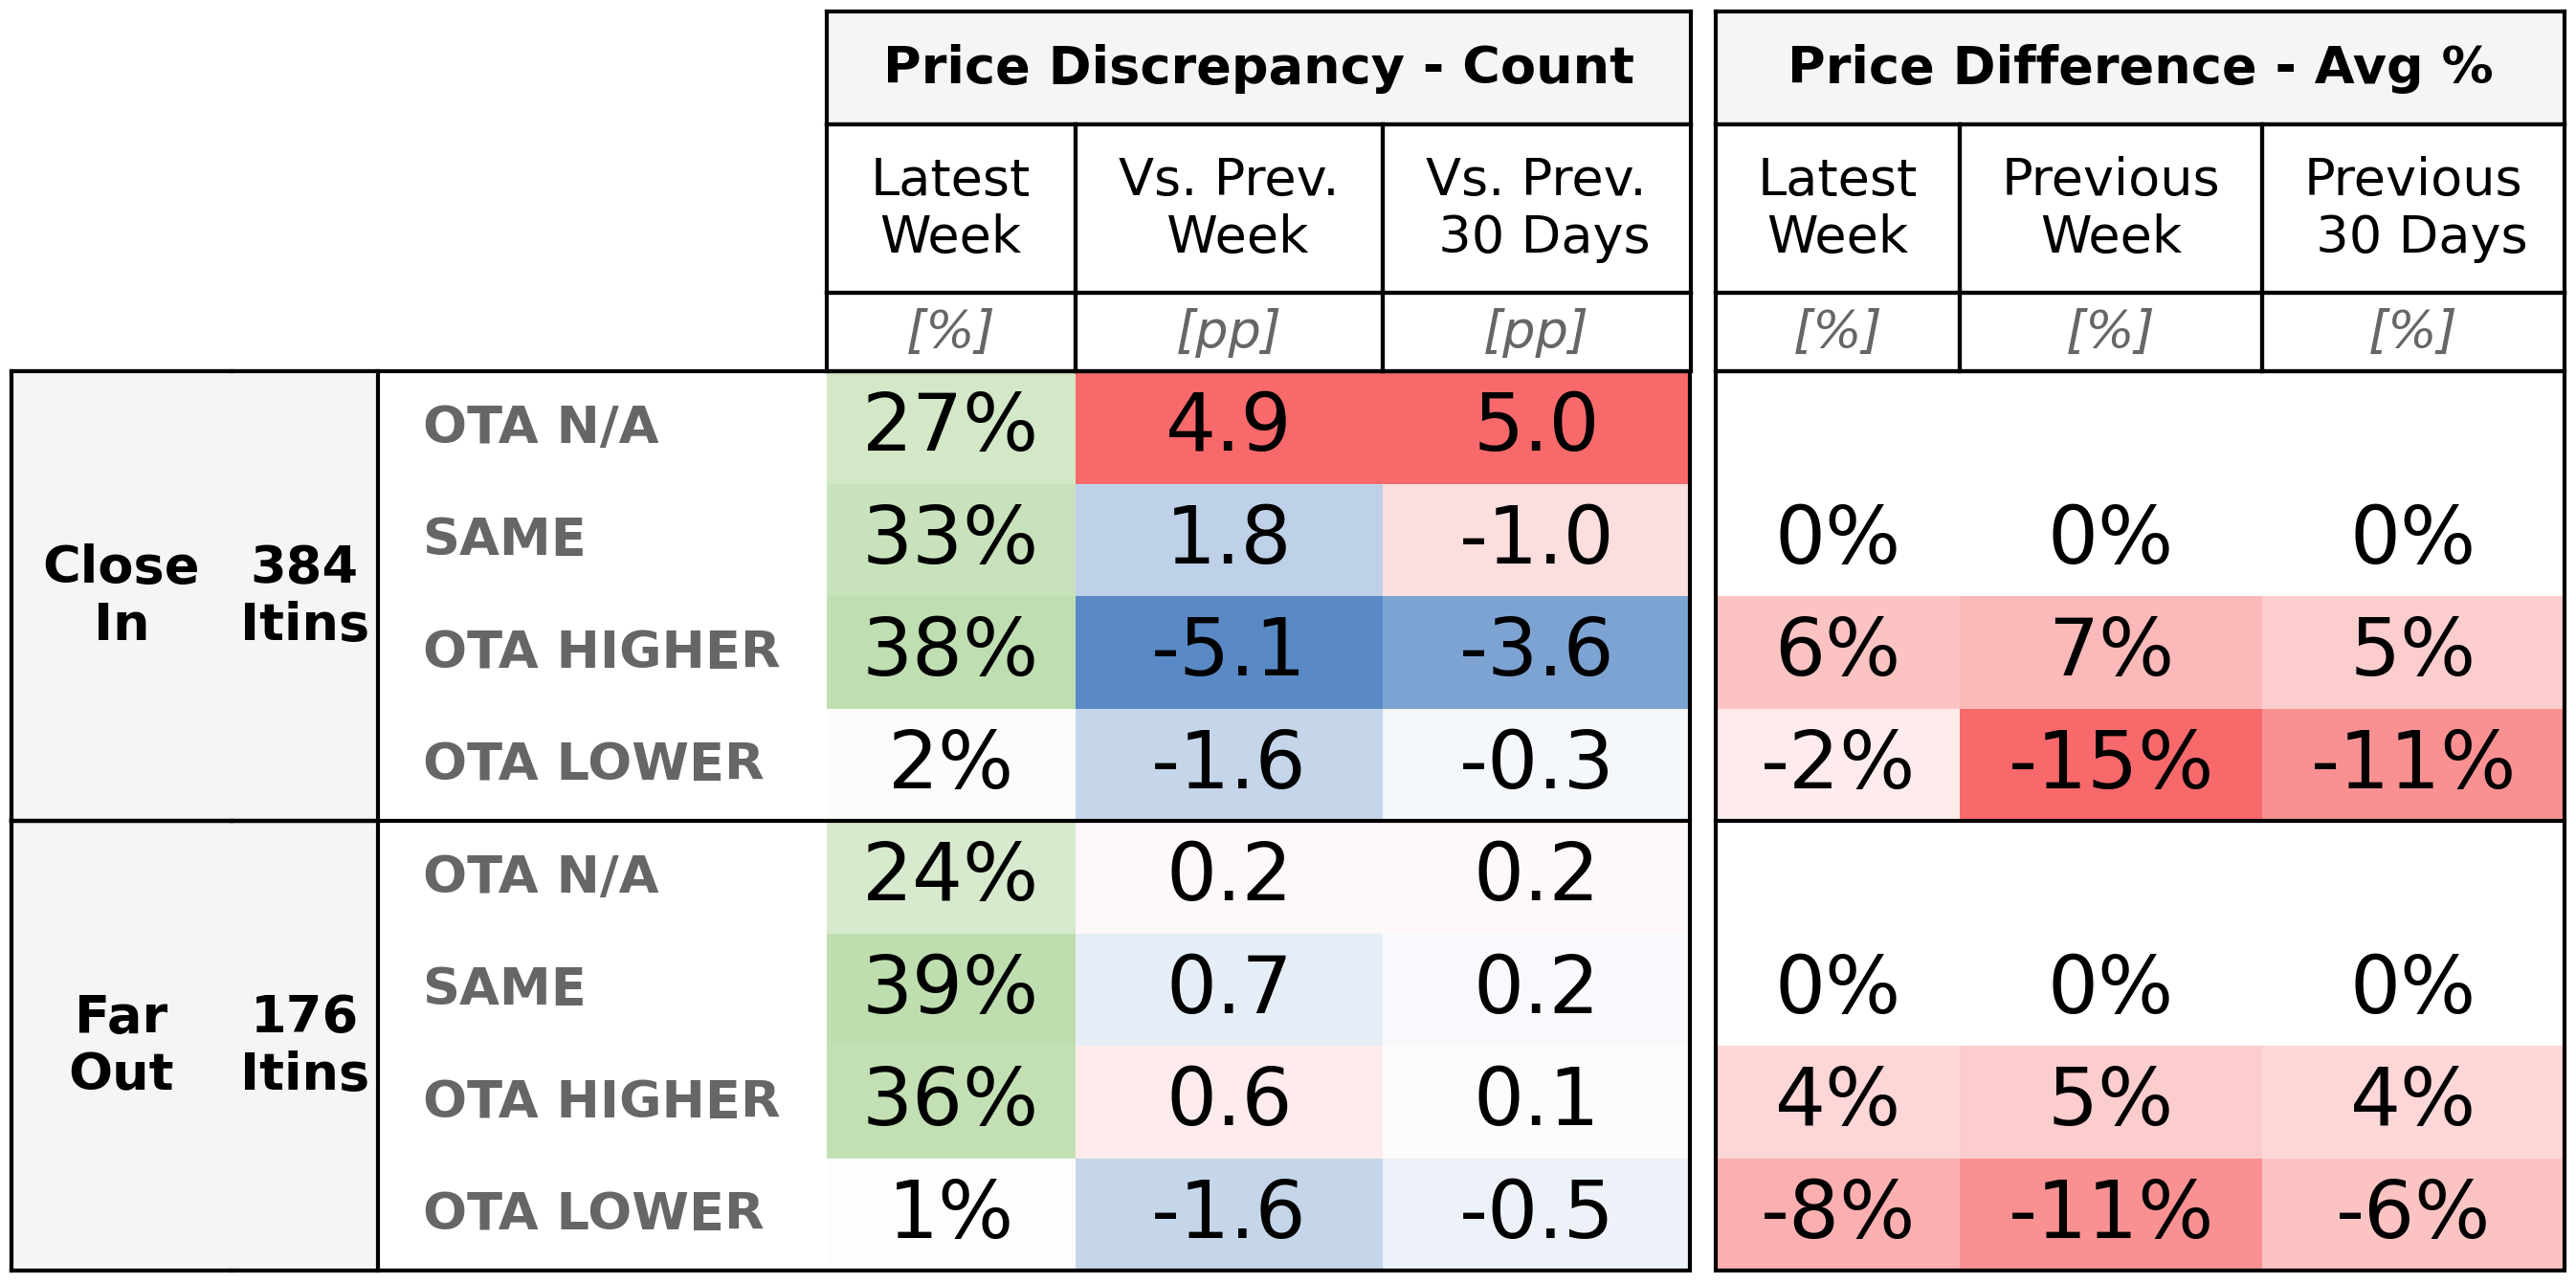 Price Discrepancy - Count Price Difference - Avg %
Latest Week Vs. Prev. Week Vs. Prev. 30 Days Latest Week Previous Week Previous 30 Days
[%] [pp] [pp] [%] [%] [%]
Close In 384 Itins
OTA N/A 27% 4.9 5.0
SAME 33% 1.8 -1.0 0% 0% 0%
OTA HIGHER 38% -5.1 -3.6 6% 7% 5%
OTA LOWER 2% -1.6 -0.3 -2% -15% -11%
Far Out 176 Itins
OTA N/A 24% 0.2 0.2
SAME 39% 0.7 0.2 0% 0% 0%
OTA HIGHER 36% 0.6 0.1 4% 5% 4%
OTA LOWER 1% -1.6 -0.5 -8% -11% -6%